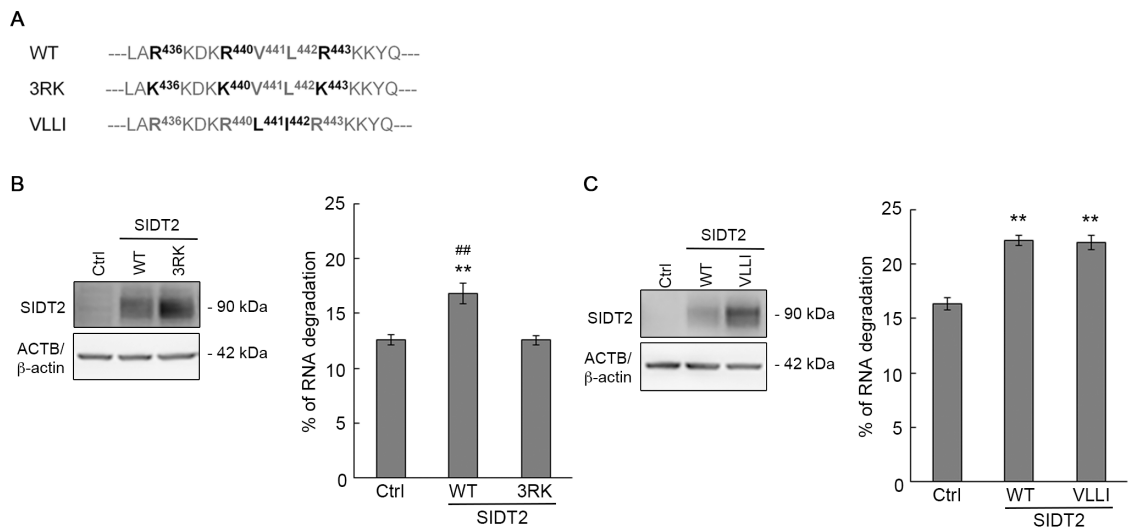 A
WT ---LAR⁴³⁶KDKR⁴⁴⁰V⁴⁴¹L⁴⁴²R⁴⁴³KKYQ---
3RK ---LAK⁴³⁶KDKK⁴⁴⁰V⁴⁴¹L⁴⁴²K⁴⁴³KKYQ---
VLLI ---LAR⁴³⁶KDKR⁴⁴⁰L⁴⁴¹I⁴⁴²R⁴⁴³KKYQ---
B
SIDT2
Ctrl WT 3RK
SIDT2 - 90 kDa
ACTB/ - 42 kDa
β-actin
% of RNA degradation
25
20
15
10
5
0
##
**
Ctrl WT 3RK
SIDT2
C
SIDT2
Ctrl WT VLLI
SIDT2 - 90 kDa
ACTB/ - 42 kDa
β-actin
% of RNA degradation
25
20
15
10
5
0
** **
Ctrl WT VLLI
SIDT2